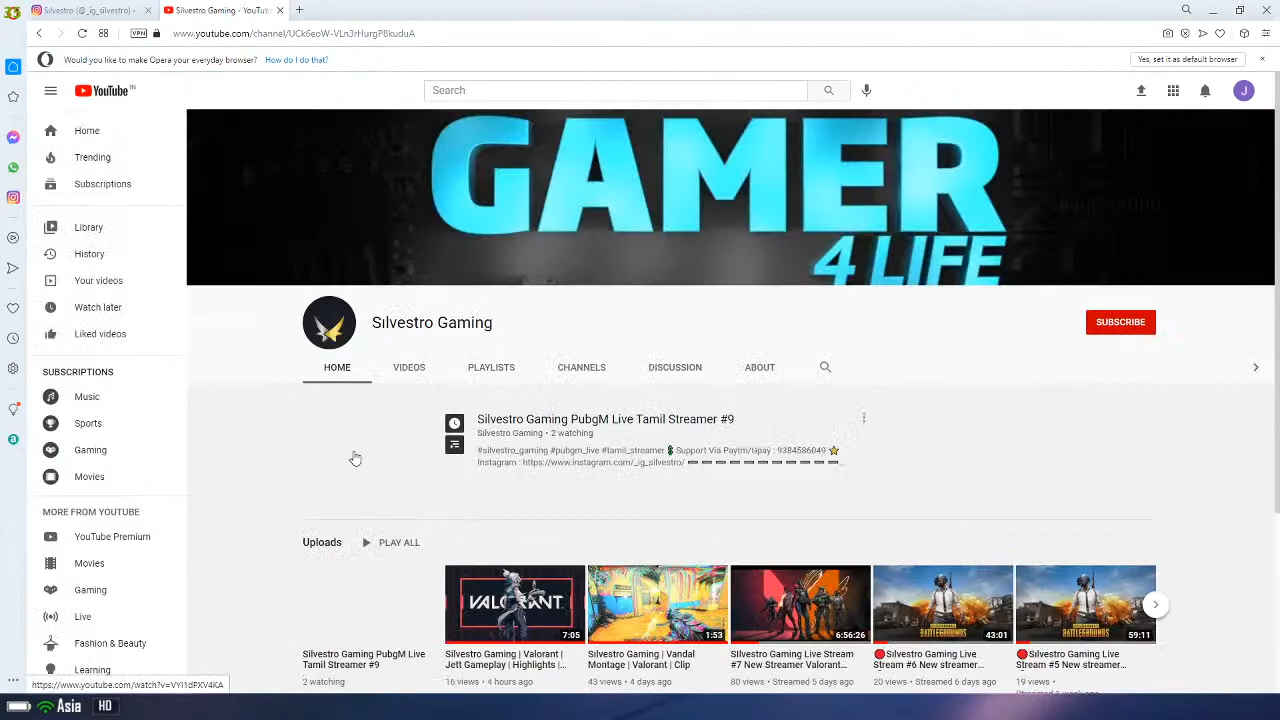 Silvestro (@_ig_silvestro) -
Silvestro Gaming - YouTube
VPN
www.youtube.com/channel/UCk6eoW-VLn3rHurgP8kuduA
Would you like to make Opera your everyday browser? How do I do that?
Yes, set it as default browser
YouTube IN
Search
J
Home
Trending
Subscriptions
Library
History
Your videos
Watch later
Liked videos
SUBSCRIPTIONS
Music
Sports
Gaming
Movies
MORE FROM YOUTUBE
YouTube Premium
Movies
Gaming
Live
Fashion & Beauty
Learning
GAMER
4 LIFE
Silvestro Gaming
SUBSCRIBE
HOME VIDEOS PLAYLISTS CHANNELS DISCUSSION ABOUT
Silvestro Gaming PubgM Live Tamil Streamer #9
Silvestro Gaming • 2 watching
#silvestro_gaming #pubgm_live #tamil_streamer Support Via Paytm/Gpay : 9384586049
Instagram : https://www.instagram.com/_ig_silvestro/
Uploads PLAY ALL
VALORANT
7:05
1:53
6:56:26
BATTLEGROUNDS
43:01
BATTLEGROUNDS
59:11
Silvestro Gaming PubgM Live
Tamil Streamer #9
2 watching
Silvestro Gaming | Valorant |
Jett Gameplay | Highlights |...
16 views • 4 hours ago
Silvestro Gaming | Vandal
Montage | Valorant | Clip
43 views • 4 days ago
Silvestro Gaming Live Stream
#7 New Streamer Valorant...
80 views • Streamed 5 days ago
Silvestro Gaming Live
Stream #6 New streamer...
20 views • Streamed 6 days ago
Silvestro Gaming Live
Stream #5 New streamer...
19 views •
Streamed 1 week ago
https://www.youtube.com/watch?v=VYI1dPXV4KA
Asia HD